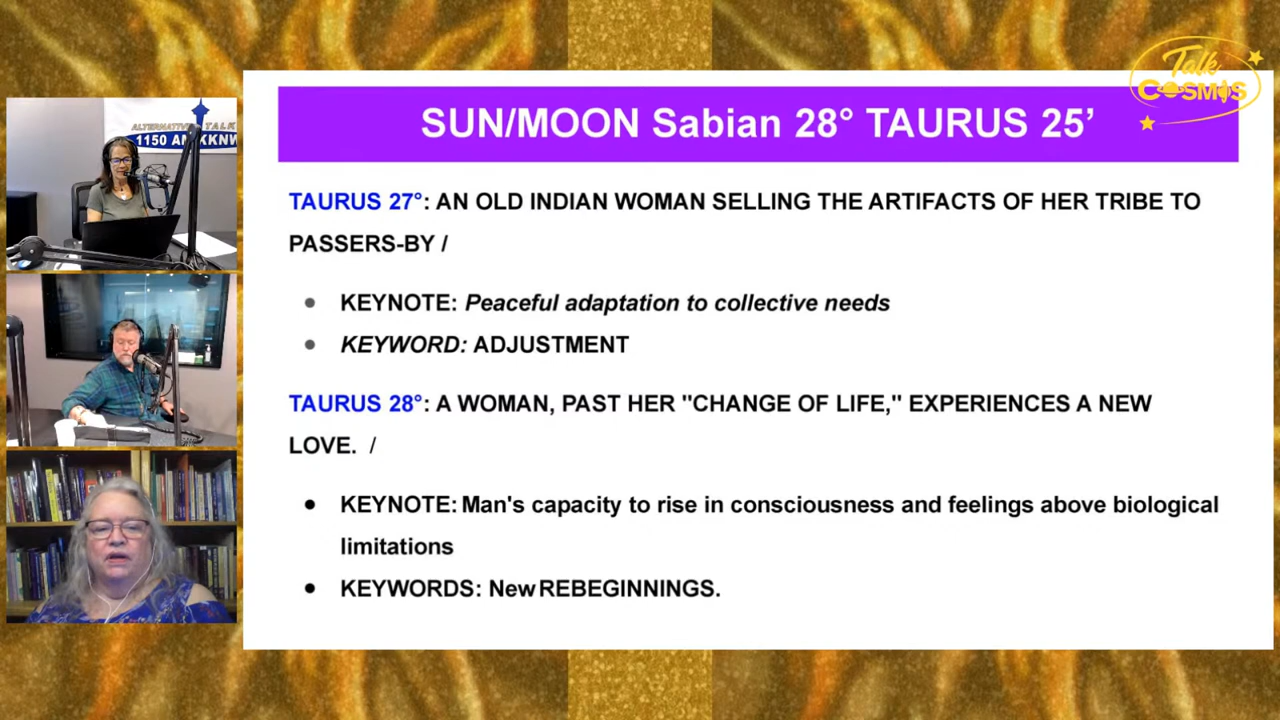 Talk
COSMOS
ALTERNATIVE TALK
1150 AM KKNW
SUN/MOON Sabian 28° TAURUS 25’
TAURUS 27°: AN OLD INDIAN WOMAN SELLING THE ARTIFACTS OF HER TRIBE TO
PASSERS-BY /
KEYNOTE: Peaceful adaptation to collective needs
KEYWORD: ADJUSTMENT
TAURUS 28°: A WOMAN, PAST HER "CHANGE OF LIFE," EXPERIENCES A NEW
LOVE. /
KEYNOTE: Man's capacity to rise in consciousness and feelings above biological
limitations
KEYWORDS: New REBEGINNINGS.